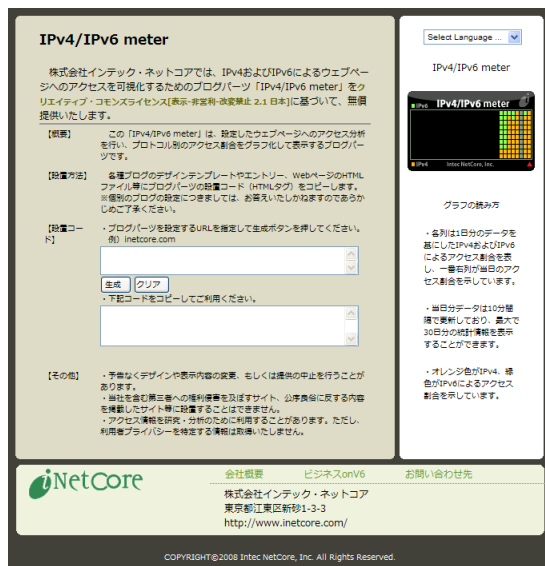 IPv4/IPv6 meter
株式会社インテック・ネットコアでは、IPv4およびIPv6によるウェブペー
ジへのアクセスを可視化するためのブログパーツ「IPv4/IPv6 meter」をク
リエイティブ・コモンズライセンス[表示-非営利-改変禁止 2.1 日本]に基づいて、無償
提供いたします。
【概要】
この「IPv4/IPv6 meter」は、設定したウエブページへのアクセス分析
を行い、プロトコル別のアクセス割合をグラフ化して表示するブログパー
ツです。
【設置方法】
各種ブログのデザインテンプレートやエントリー、WebページのHTML
ファイル等にブログパーツの設置コード（HTMLタグ）をコピーします。
※個別のブログの設定につきましては、お答えいたしかねますのであらか
じめご了承ください。
【設置コー
ド】
・ブログパーツを設定するURLを指定して生成ボタンを押してください。
例）inetcore.com
生成 クリア
・下記コードをコピーしてご利用ください。
【その他】
・予告なくデザインや表示内容の変更、もしくは提供の中止を行うことが
あります。
・当社を含む第三者への権利侵害を及ぼすサイト、公序良俗に反する内容
を掲載したサイト等に設置することはできません。
・アクセス情報を研究・分析のために利用することがあります。ただし、
利用者プライバシーを特定する情報は取得いたしません。
Select Language ...
IPv4/IPv6 meter
IPv6 IPv4/IPv6 meter
IPv4 Intec NetCore, Inc.
グラフの読み方
・各列は1日分のデータを
基にしたIPv4およびIPv6
によるアクセス割合を表
し、一番右列が当日のアク
セス割合を示しています。
・当日分データは10分間
隔で更新しており、最大で
30日分の統計情報を表示
することができます。
・オレンジ色がIPv4、緑
色がIPv6によるアクセス
割合を示しています。
iNetCore
会社概要 ビジネスonV6 お問い合わせ先
株式会社インテック・ネットコア
東京都江東区新砂1-3-3
http://www.inetcore.com/
COPYRIGHT@2008 Intec NetCore, Inc. All Rights Reserved.